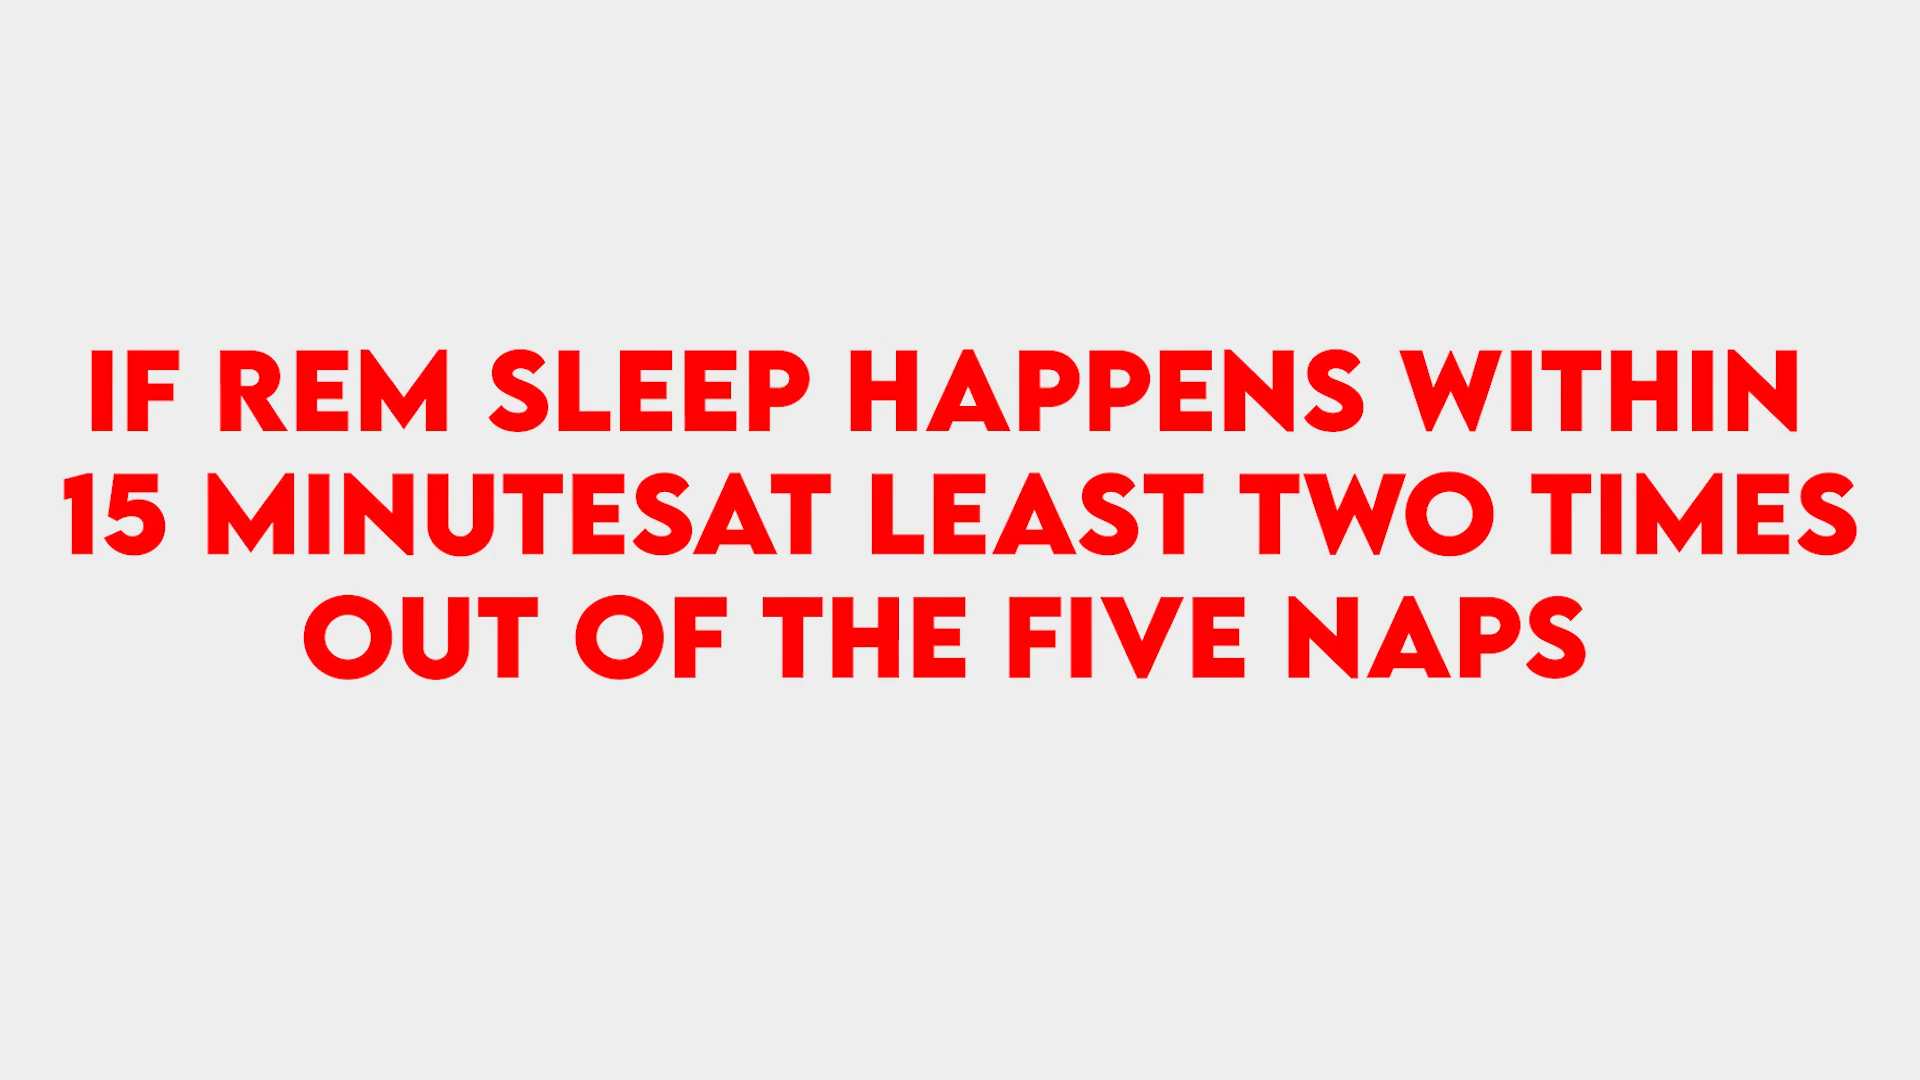 IF REM SLEEP HAPPENS WITHIN
15 MINUTESAT LEAST TWO TIMES
OUT OF THE FIVE NAPS